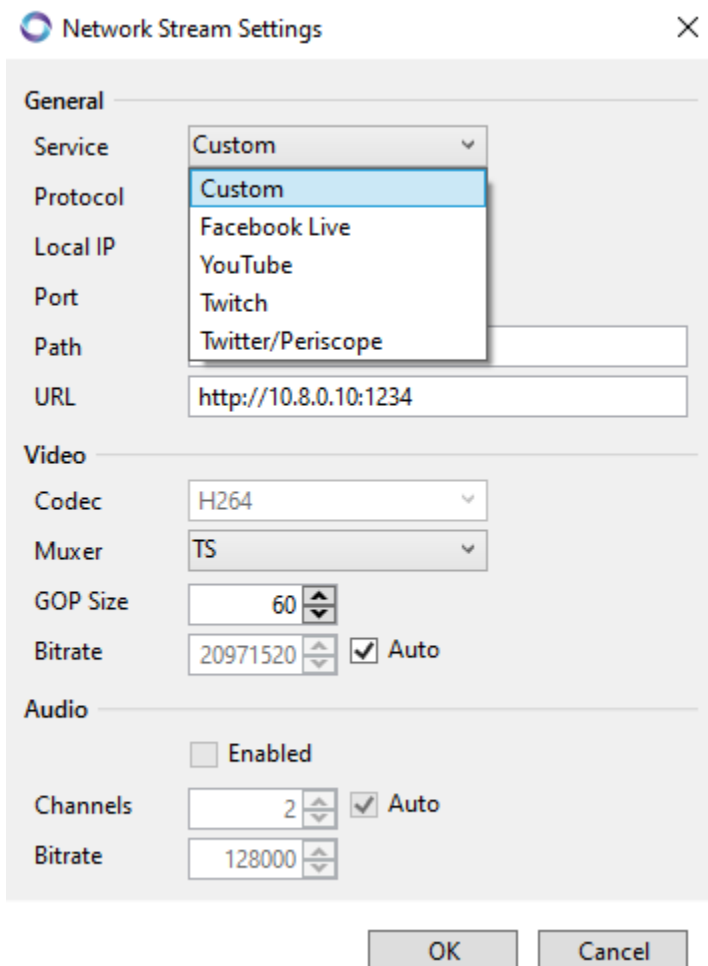 Network Stream Settings
General
Service Custom
Custom
Protocol
Facebook Live
Local IP
YouTube
Port
Twitch
Path
Twitter/Periscope
URL http://10.8.0.10:1234
Video
Codec H264
Muxer TS
GOP Size 60
Bitrate 20971520 Auto
Audio
Enabled
Channels 2 Auto
Bitrate 128000
OK Cancel